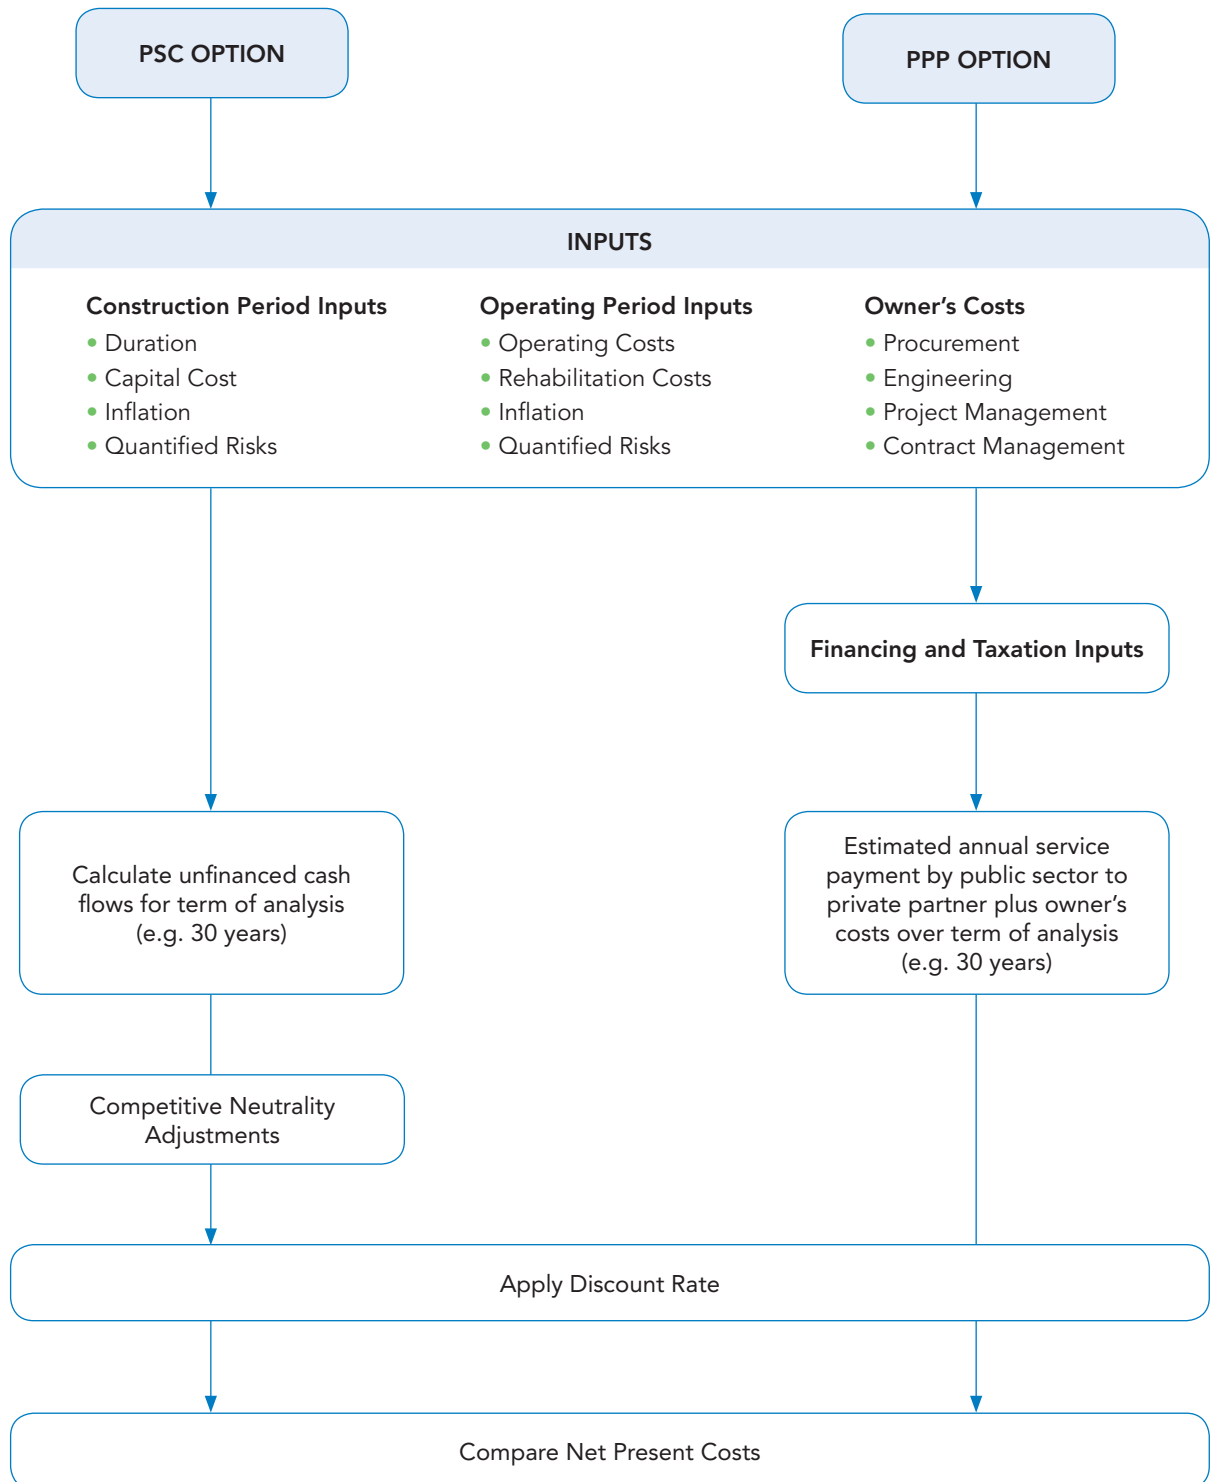 PSC OPTION
PPP OPTION
INPUTS
Construction Period Inputs
• Duration
• Capital Cost
• Inflation
• Quantified Risks
Operating Period Inputs
• Operating Costs
• Rehabilitation Costs
• Inflation
• Quantified Risks
Owner’s Costs
• Procurement
• Engineering
• Project Management
• Contract Management
Financing and Taxation Inputs
Calculate unfinanced cash
flows for term of analysis
(e.g. 30 years)
Estimated annual service
payment by public sector to
private partner plus owner’s
costs over term of analysis
(e.g. 30 years)
Competitive Neutrality
Adjustments
Apply Discount Rate
Compare Net Present Costs